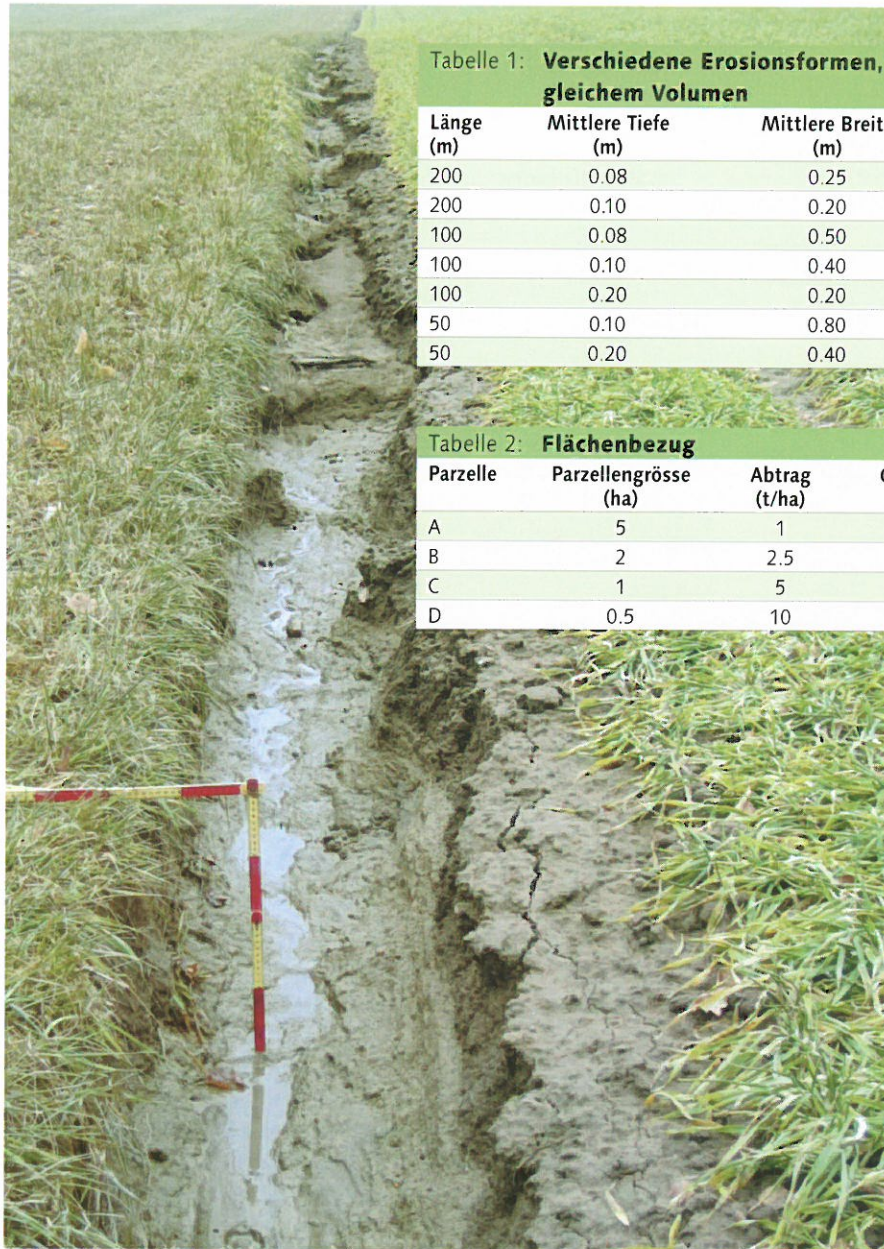 Tabelle 1: Verschiedene Erosionsformen,
gleichem Volumen
Länge Mittlere Tiefe Mittlere Breit
(m) (m) (m)
200 0.08 0.25
200 0.10 0.20
100 0.08 0.50
100 0.10 0.40
100 0.20 0.20
50 0.10 0.80
50 0.20 0.40
Tabelle 2: Flächenbezug
Parzelle Parzellengrösse Abtrag
(ha) (t/ha)
A 5 1
B 2 2.5
C 1 5
D 0.5 10